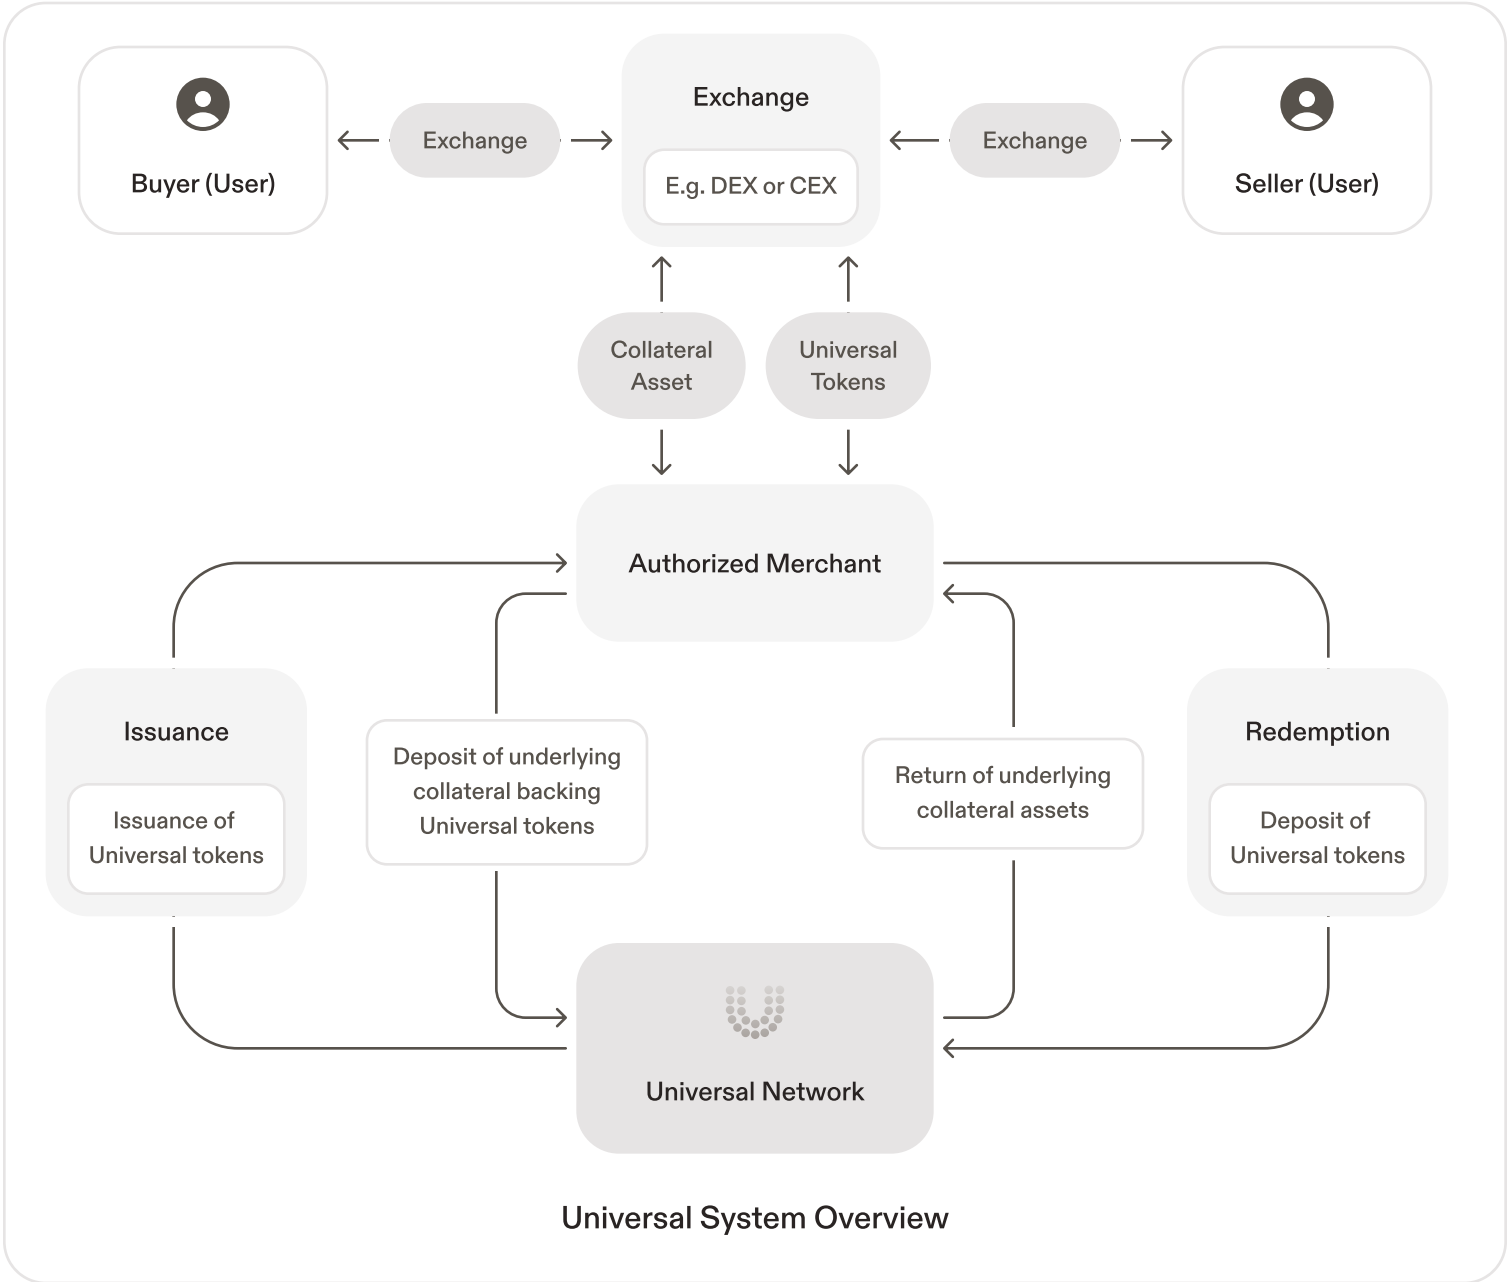 Buyer (User)
Exchange
Exchange
E.g. DEX or CEX
Exchange
Seller (User)
Collateral
Asset
Universal
Tokens
Authorized Merchant
Issuance
Issuance of
Universal tokens
Deposit of underlying
collateral backing
Universal tokens
Return of underlying
collateral assets
Redemption
Deposit of
Universal tokens
Universal Network
Universal System Overview